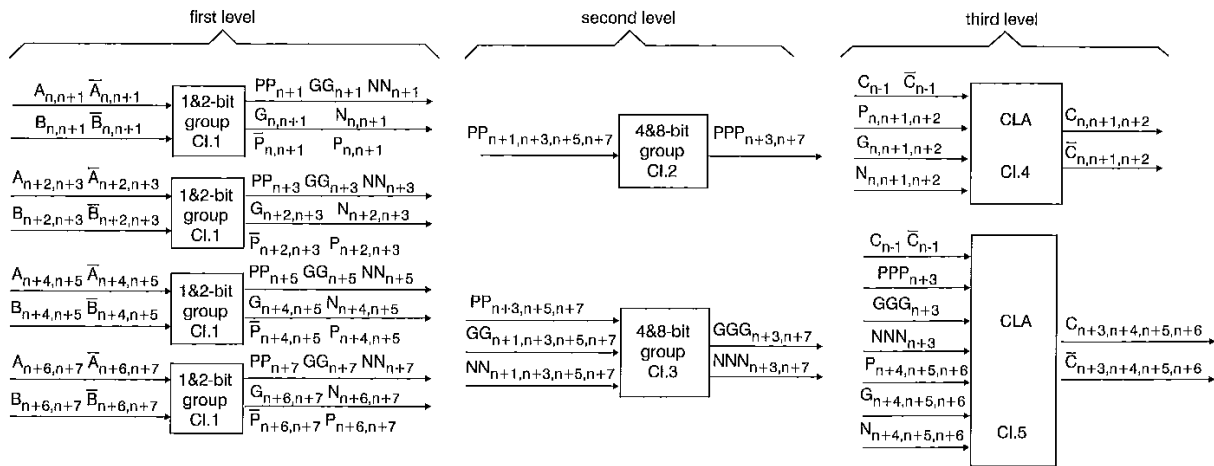 first level
A_{n,n+1} Ā_{n,n+1}
B_{n,n+1} B̄_{n,n+1}
1&2-bit
group
CI.1
PP_{n+1} GG_{n+1} NN_{n+1}
G_{n,n+1} N_{n,n+1}
P̄_{n,n+1} P_{n,n+1}
A_{n+2,n+3} Ā_{n+2,n+3}
B_{n+2,n+3} B̄_{n+2,n+3}
1&2-bit
group
CI.1
PP_{n+3} GG_{n+3} NN_{n+3}
G_{n+2,n+3} N_{n+2,n+3}
P̄_{n+2,n+3} P_{n+2,n+3}
A_{n+4,n+5} Ā_{n+4,n+5}
B_{n+4,n+5} B̄_{n+4,n+5}
1&2-bit
group
CI.1
PP_{n+5} GG_{n+5} NN_{n+5}
G_{n+4,n+5} N_{n+4,n+5}
P̄_{n+4,n+5} P_{n+4,n+5}
A_{n+6,n+7} Ā_{n+6,n+7}
B_{n+6,n+7} B̄_{n+6,n+7}
1&2-bit
group
CI.1
PP_{n+7} GG_{n+7} NN_{n+7}
G_{n+6,n+7} N_{n+6,n+7}
P̄_{n+6,n+7} P_{n+6,n+7}
second level
PP_{n+1,n+3,n+5,n+7}
4&8-bit
group
CI.2
PPP_{n+3,n+7}
PP_{n+3,n+5,n+7}
GG_{n+1,n+3,n+5,n+7}
NN_{n+1,n+3,n+5,n+7}
4&8-bit
group
CI.3
GGG_{n+3,n+7}
NNN_{n+3,n+7}
third level
C_{n-1} C̄_{n-1}
P_{n,n+1,n+2}
G_{n,n+1,n+2}
N_{n,n+1,n+2}
CLA
CI.4
C_{n,n+1,n+2}
C̄_{n,n+1,n+2}
C_{n-1} C̄_{n-1}
PPP_{n+3}
GGG_{n+3}
NNN_{n+3}
P_{n+4,n+5,n+6}
G_{n+4,n+5,n+6}
N_{n+4,n+5,n+6}
CLA
CI.5
C_{n+3,n+4,n+5,n+6}
C̄_{n+3,n+4,n+5,n+6}